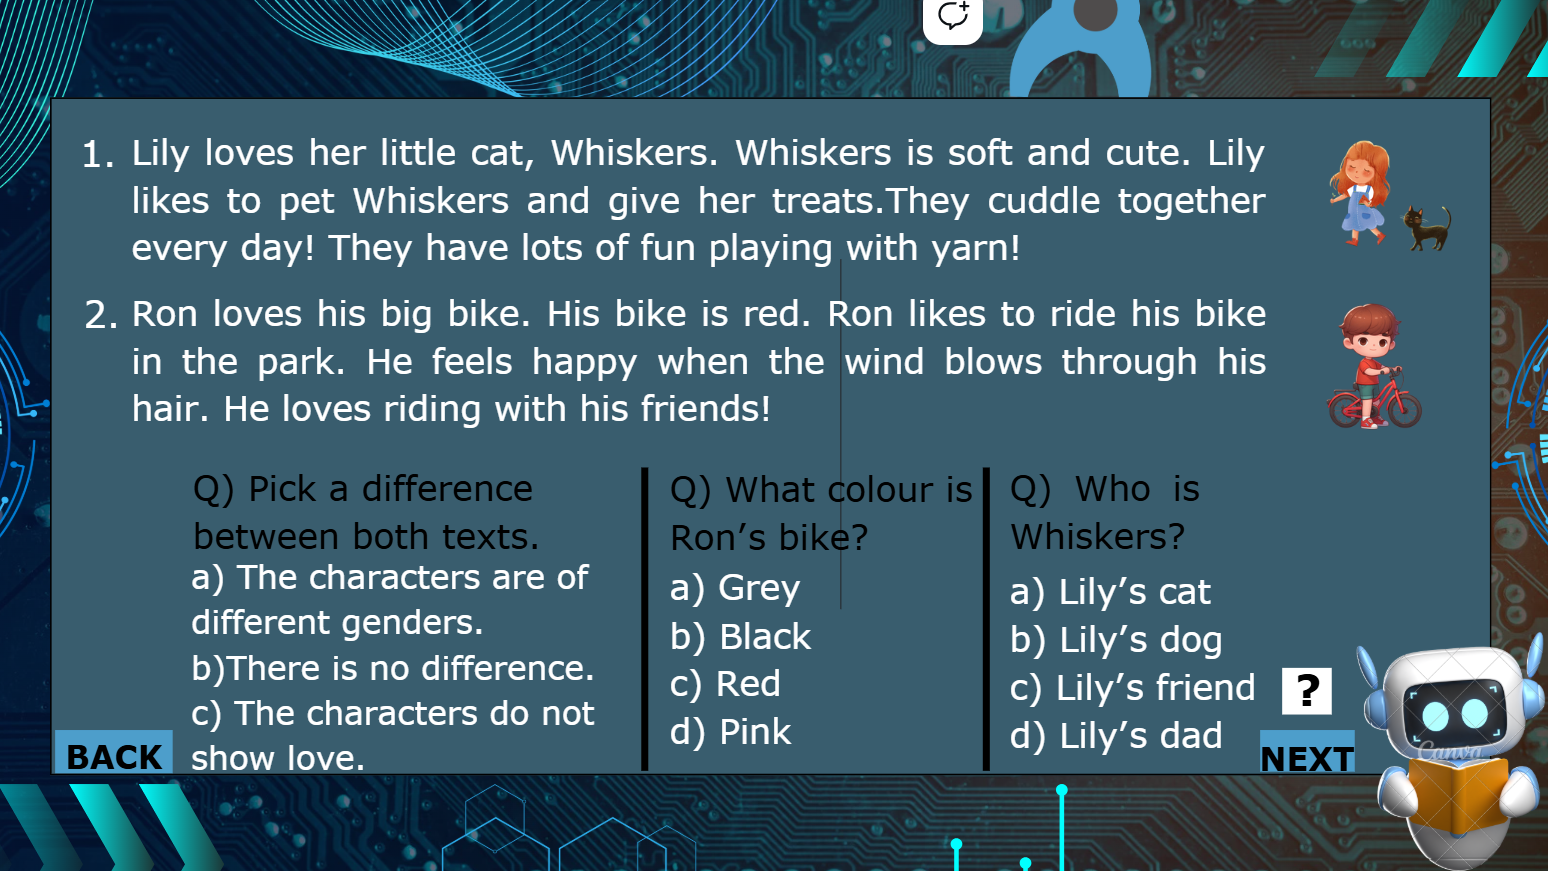 1. Lily loves her little cat, Whiskers. Whiskers is soft and cute. Lily
likes to pet Whiskers and give her treats.They cuddle together
every day! They have lots of fun playing with yarn!
2. Ron loves his big bike. His bike is red. Ron likes to ride his bike
in the park. He feels happy when the wind blows through his
hair. He loves riding with his friends!
Q) Pick a difference
between both texts.
a) The characters are of
different genders.
b)There is no difference.
c) The characters do not
show love.
Q) What colour is
Ron’s bike?
a) Grey
b) Black
c) Red
d) Pink
Q) Who is
Whiskers?
a) Lily’s cat
b) Lily’s dog
c) Lily’s friend
d) Lily’s dad
?
BACK
NEXT
Canva